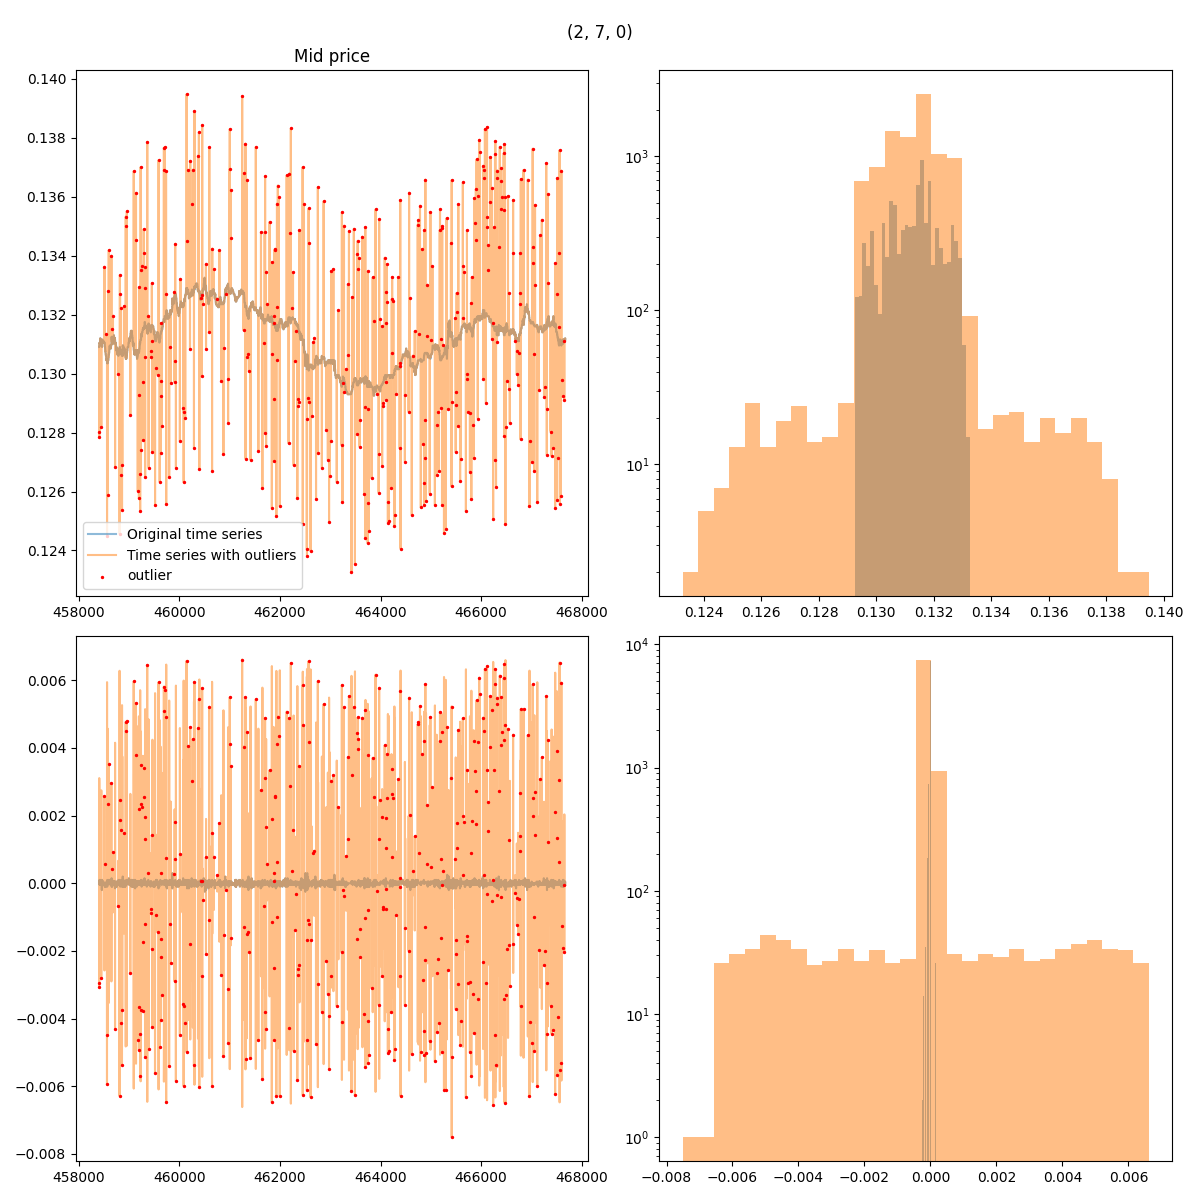 (2, 7, 0)
Mid price
0.140
0.138
0.136
0.134
0.132
0.130
0.128
0.126
0.124
Original time series
Time series with outliers
outlier
458000 460000 462000 464000 466000 468000
10³
10²
10¹
0.124 0.126 0.128 0.130 0.132 0.134 0.136 0.138 0.140
0.006
0.004
0.002
0.000
−0.002
−0.004
−0.006
−0.008
458000 460000 462000 464000 466000 468000
10⁴
10³
10²
10¹
10⁰
−0.008 −0.006 −0.004 −0.002 0.000 0.002 0.004 0.006